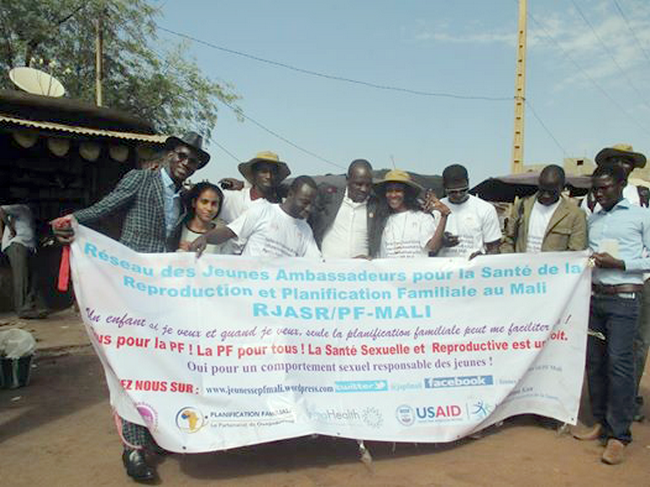 Réseau des Jeunes Ambassadeurs pour la Santé de la
Reproduction et Planification Familiale au Mali
RJASR/PF-MALI
Un enfant si je veux et quand je veux, seule la planification familiale peut me faciliter !
pour la PF ! La PF pour tous ! La Santé Sexuelle et Reproductive est un
Oui pour un comportement sexuel responsable des jeunes !
NOUS SUR : www.jeunessepfmali.wordpress.com twitter facebook
PLANIFICATION
USAID